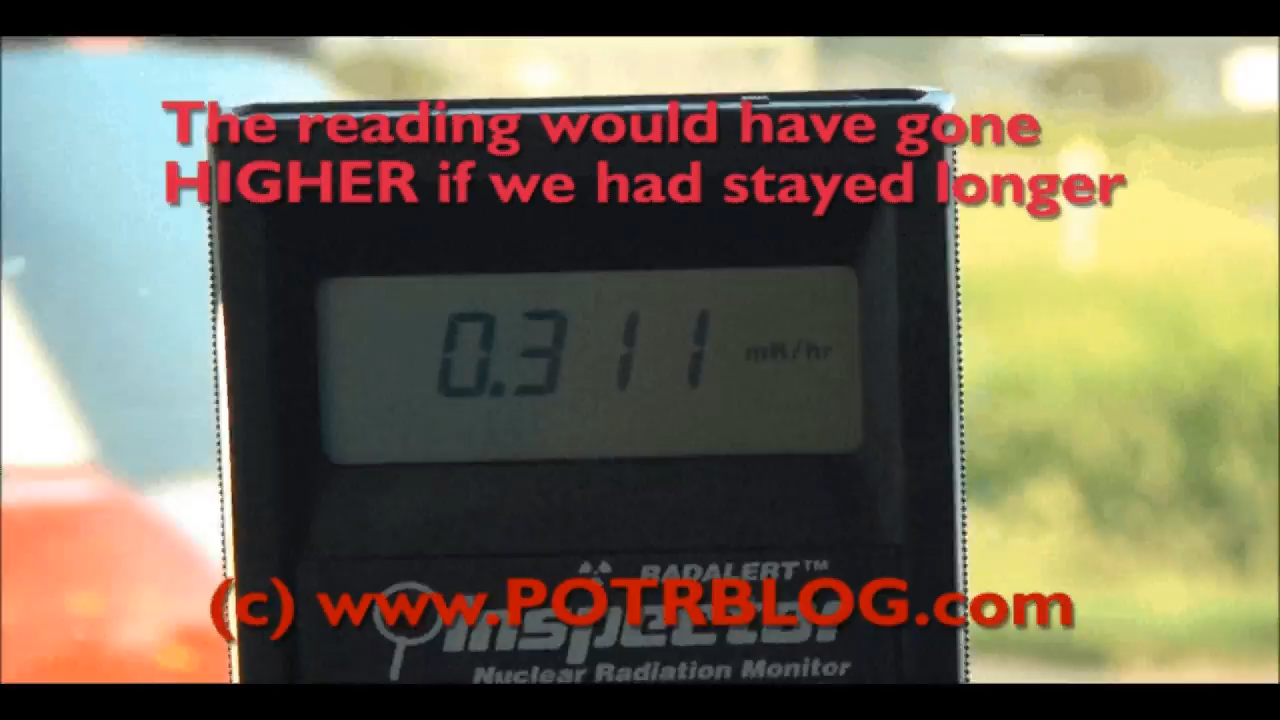 The reading would have gone
HIGHER if we had stayed longer
0.311 mR/hr
RADALERT™
(c) www.POTRBLOG.com
Inspector
Nuclear Radiation Monitor